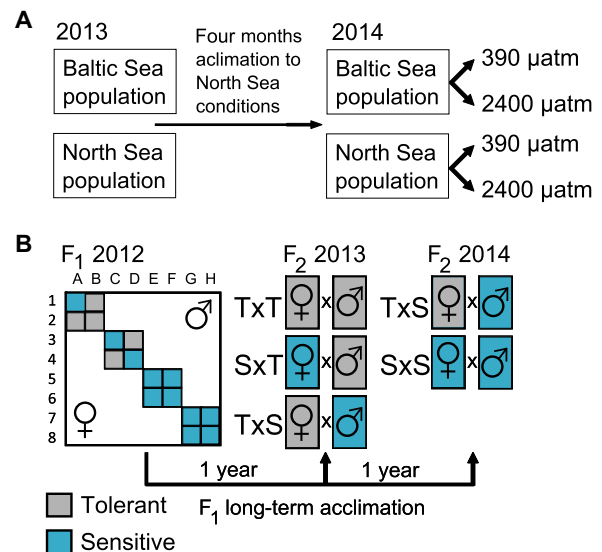 A
2013
Four months
aclimation to
North Sea
conditions
2014
Baltic Sea
population
North Sea
population
Baltic Sea
population
390 µatm
2400 µatm
North Sea
population
390 µatm
2400 µatm
B
F1 2012
A B C D E F G H
1
2
3
4
5
6
7
8
♂
♀
F2 2013
TxT ♀ x ♂
SxT ♀ x ♂
TxS ♀ x ♂
F2 2014
TxS ♀ x ♂
SxS ♀ x ♂
1 year
1 year
F1 long-term acclimation
Tolerant
Sensitive